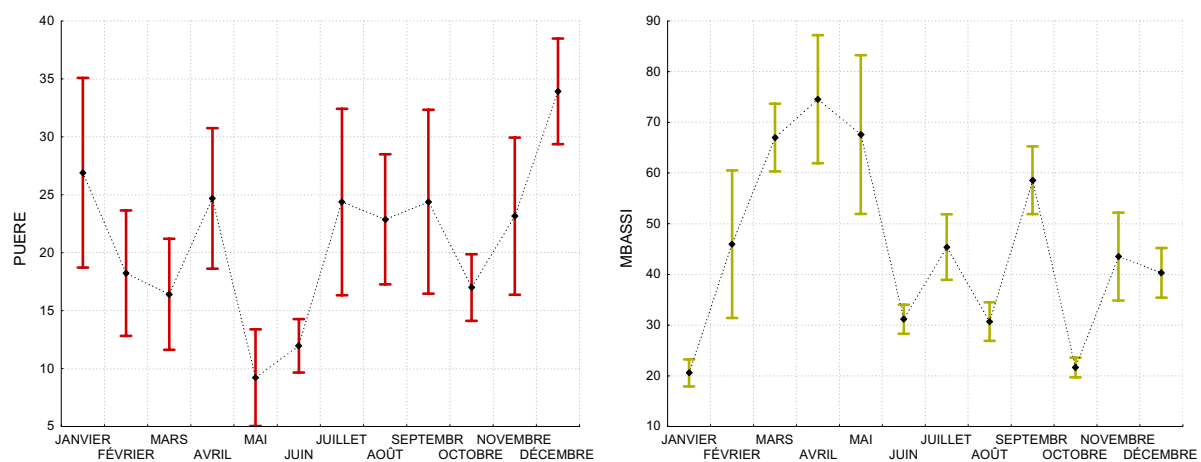 40
35
30
25
20
15
10
5
PUERE
JANVIER MARS MAI JUILLET SEPTEMBR NOVEMBRE
FÉVRIER AVRIL JUIN AOÛT OCTOBRE DÉCEMBRE
90
80
70
60
50
40
30
20
10
MBASSI
JANVIER MARS MAI JUILLET SEPTEMBR NOVEMBRE
FÉVRIER AVRIL JUIN AOÛT OCTOBRE DÉCEMBRE